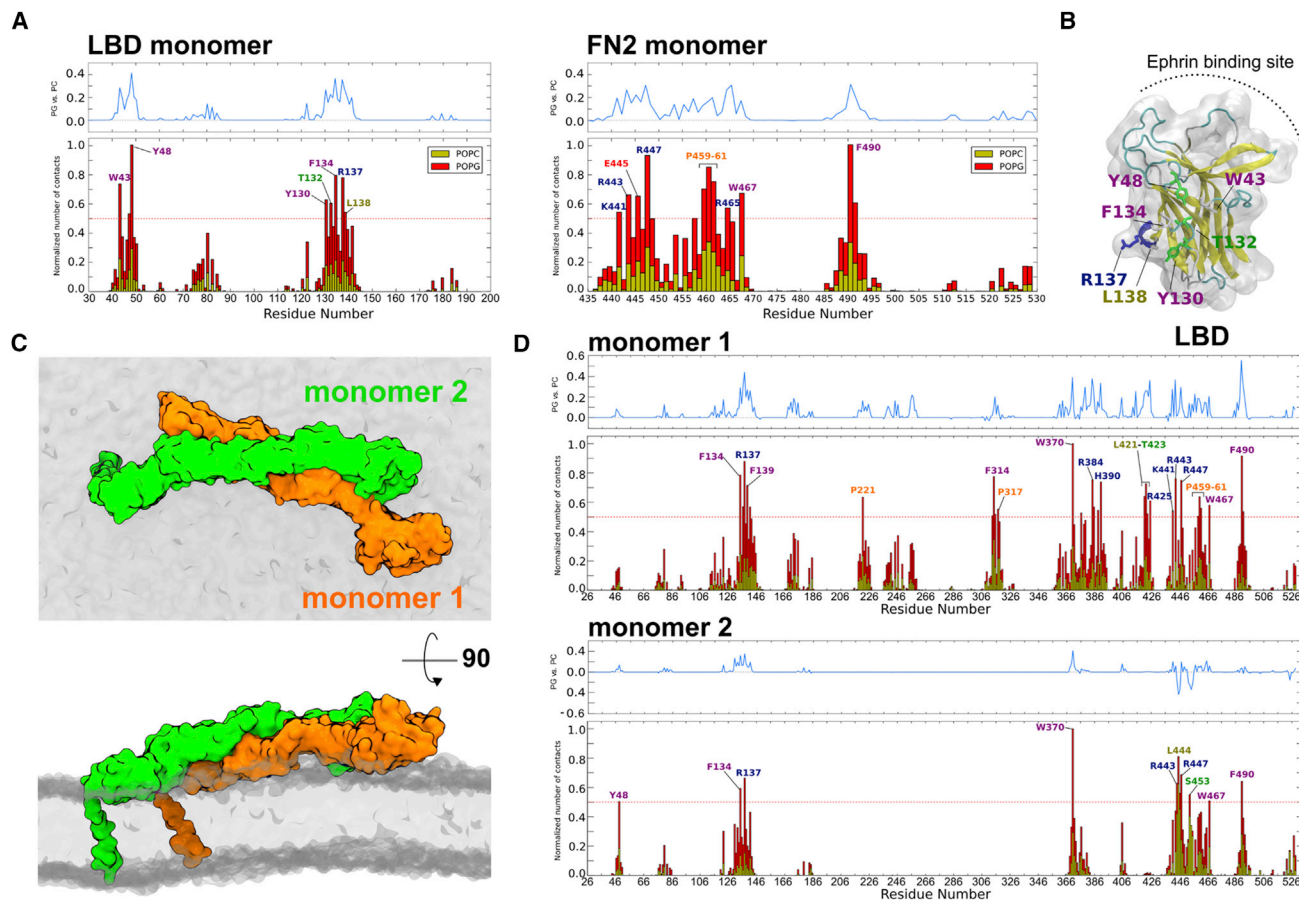 A
LBD monomer
PG vs. PC
0.4
0.2
0.0
Normalized number of contacts
1.0
0.8
0.6
0.4
0.2
0.0
POPC
POPG
W43
Y48
Y130
T132
F134
R137
L138
30 40 50 60 70 80 90 100 110 120 130 140 150 160 170 180 190 200
Residue Number
FN2 monomer
PG vs. PC
0.4
0.2
0.0
Normalized number of contacts
1.0
0.8
0.6
0.4
0.2
0.0
POPC
POPG
K441
R443
E445
R447
P459-61
R465
W467
F490
435 440 445 450 455 460 465 470 475 480 485 490 495 500 505 510 515 520 525 530
Residue Number
B
Ephrin binding site
Y48
W43
F134
T132
R137
L138
Y130
C
monomer 2
monomer 1
90
D
monomer 1
LBD
PG vs. PC
0.6
0.4
0.2
0.0
Normalized number of contacts
1.0
0.8
0.6
0.4
0.2
0.0
F134
R137
F139
P221
F314
P317
W370
R384
H390
L421-T423
R425
K441
R443
R447
P459-61
W467
F490
26 46 66 86 106 126 146 166 186 206 226 246 266 286 306 326 346 366 386 406 426 446 466 486 506 526
Residue Number
monomer 2
PG vs. PC
0.4
0.2
0.0
-0.6
Normalized number of contacts
1.0
0.8
0.6
0.4
0.2
0.0
Y48
F134
R137
W370
R443
L444
R447
S453
W467
F490
26 46 66 86 106 126 146 166 186 206 226 246 266 286 306 326 346 366 386 406 426 446 466 486 506 526
Residue Number